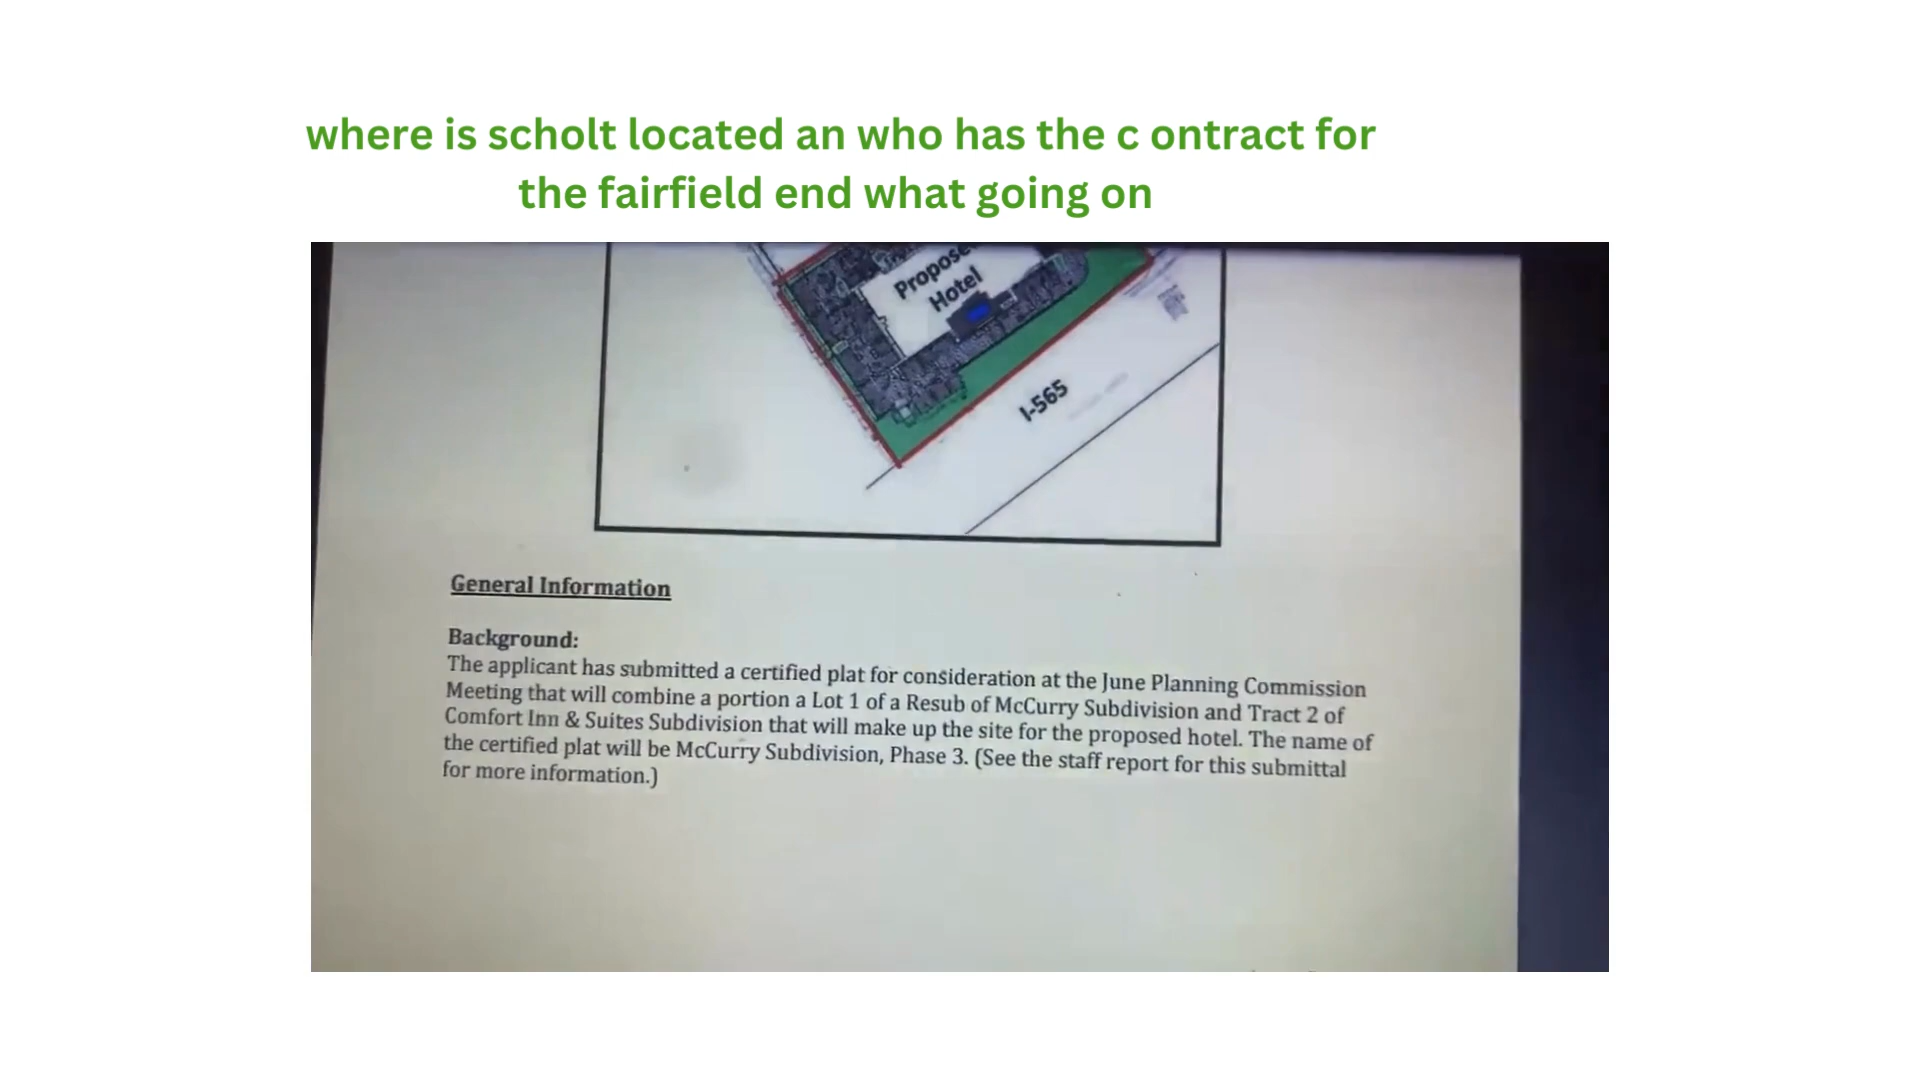 where is scholt located an who has the c ontract for
the fairfield end what going on
Hotel
I-565
General Information
Background:
The applicant has submitted a certified plat for consideration at the June Planning Commission
Meeting that will combine a portion a Lot 1 of a Resub of McCurry Subdivision and Tract 2 of
Comfort Inn & Suites Subdivision that will make up the site for the proposed hotel. The name of
the certified plat will be McCurry Subdivision, Phase 3. (See the staff report for this submittal
for more information.)